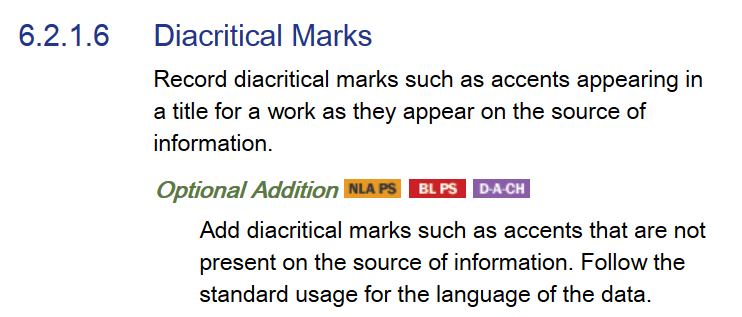 6.2.1.6 Diacritical Marks
Record diacritical marks such as accents appearing in
a title for a work as they appear on the source of
information.
Optional Addition NLA PS BL PS D-A-CH
Add diacritical marks such as accents that are not
present on the source of information. Follow the
standard usage for the language of the data.